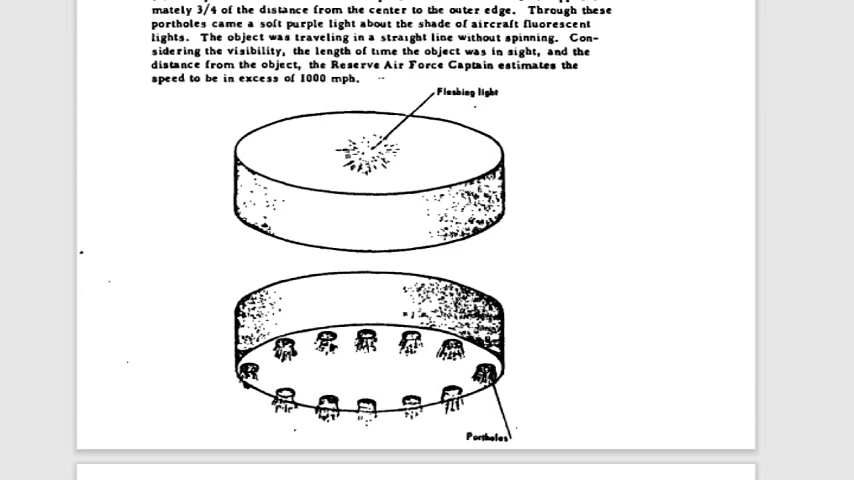 mately 3/4 of the distance from the center to the outer edge. Through these
portholes came a soft purple light about the shade of aircraft fluorescent
lights. The object was traveling in a straight line without spinning. Con-
sidering the visibility, the length of time the object was in sight, and the
distance from the object, the Reserve Air Force Captain estimates the
speed to be in excess of 1000 mph.
Flashing light
Portholes